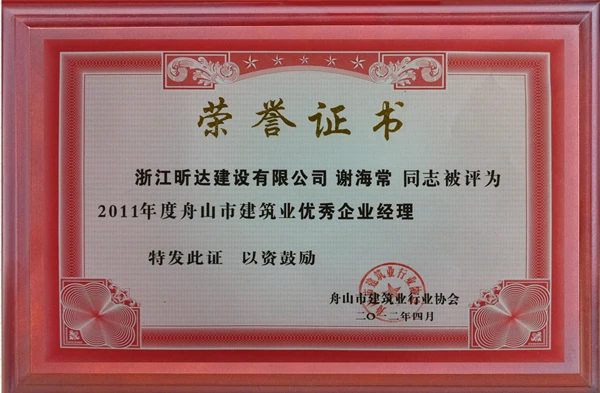 荣誉证书
浙江昕达建设有限公司 谢海常 同志被评为
2011年度舟山市建筑业优秀企业经理
特发此证 以资鼓励
舟山市建筑业行业协会
二〇一二年四月